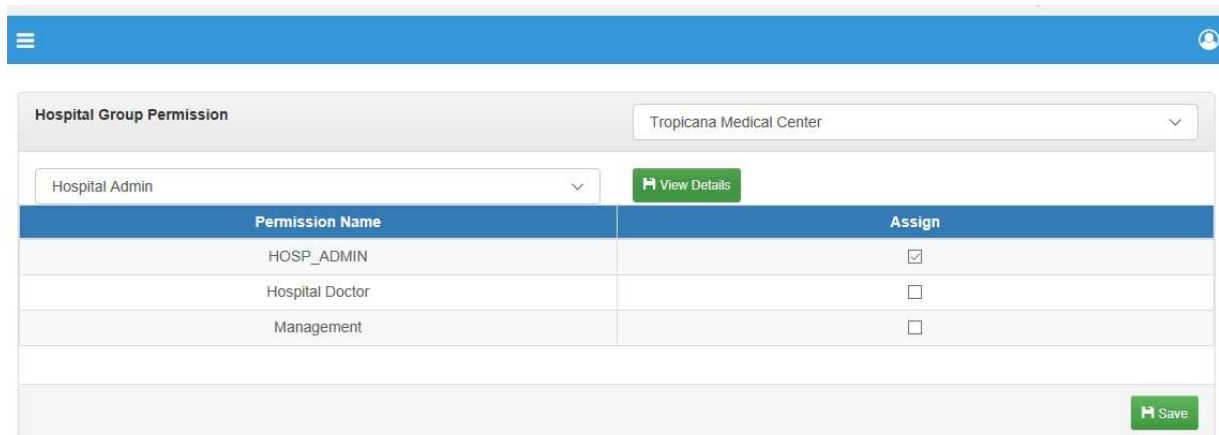 Hospital Group Permission
Tropicana Medical Center
Hospital Admin
View Details
Permission Name Assign
HOSP_ADMIN
Hospital Doctor
Management
Save